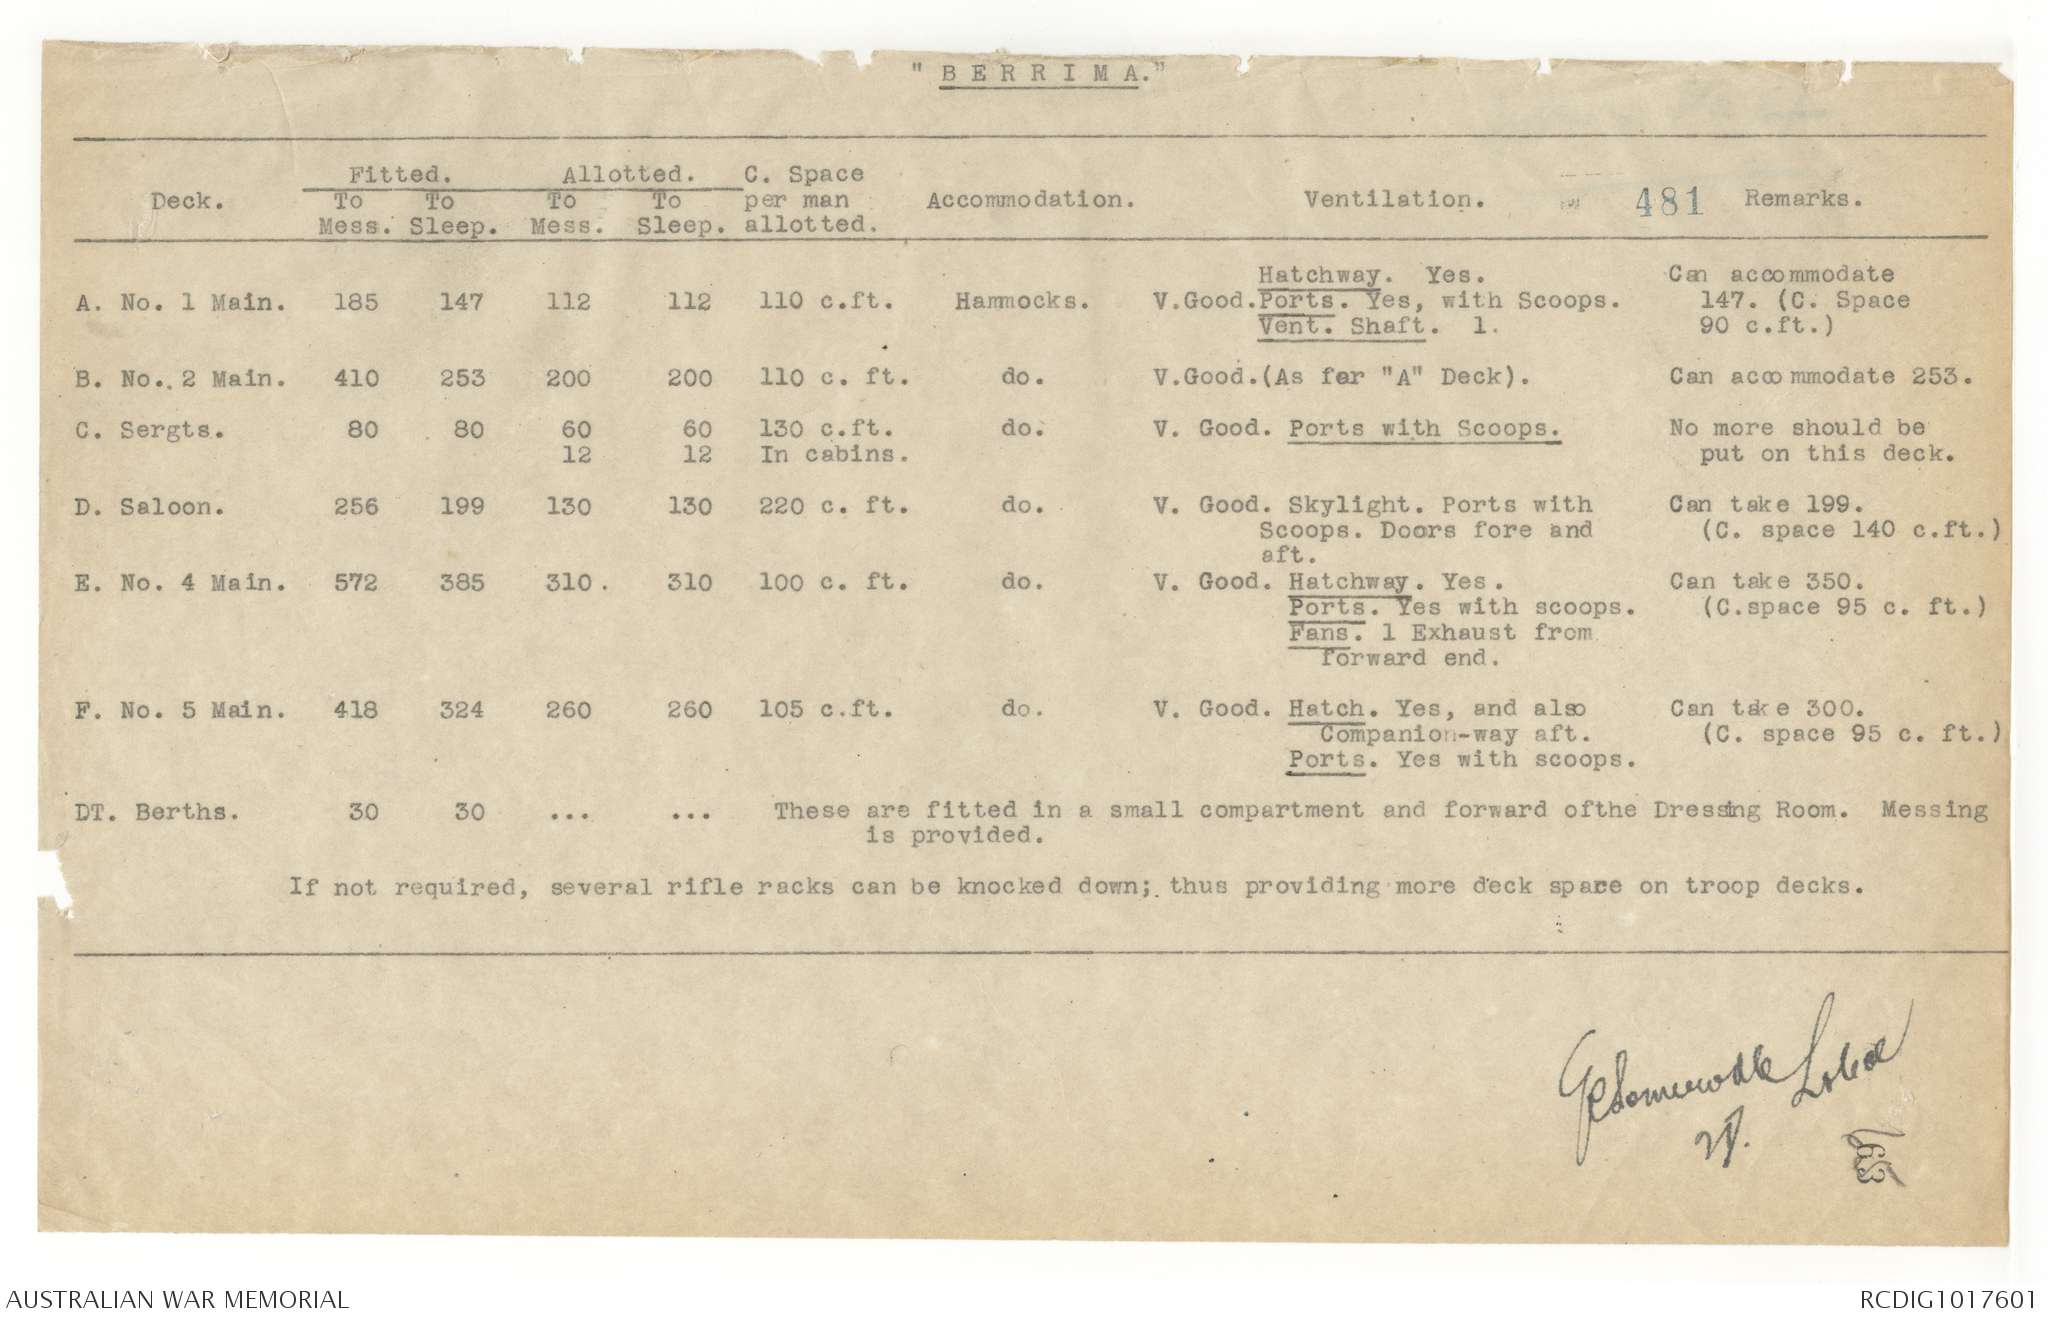 " B E R R I M A."
Fitted. Allotted. C. Space
Deck. To To To To per man Accommodation. Ventilation. 481 Remarks.
Mess. Sleep. Mess. Sleep. allotted.
Hatchway. Yes. Can accommodate
A. No. 1 Main. 185 147 112 112 110 c.ft. Hammocks. V.Good. Ports. Yes, with Scoops. 147. (C. Space
Vent. Shaft. 1. 90 c.ft.)
B. No. 2 Main. 410 253 200 200 110 c. ft. do. V.Good.(As for "A" Deck). Can accommodate 253.
C. Sergts. 80 80 60 60 130 c.ft. do. V. Good. Ports with Scoops. No more should be
12 12 In cabins. put on this deck.
D. Saloon. 256 199 130 130 220 c. ft. do. V. Good. Skylight. Ports with Can take 199.
Scoops. Doors fore and (C. space 140 c.ft.)
aft.
E. No. 4 Main. 572 385 310. 310 100 c. ft. do. V. Good. Hatchway. Yes. Can take 350.
Ports. Yes with scoops. (C.space 95 c. ft.)
Fans. 1 Exhaust from
forward end.
F. No. 5 Main. 418 324 260 260 105 c.ft. do. V. Good. Hatch. Yes, and also Can take 300.
Companion-way aft. (C. space 95 c. ft.)
Ports. Yes with scoops.
DT. Berths. 30 30 ... ... These are fitted in a small compartment and forward ofthe Dressing Room. Messing
is provided.
If not required, several rifle racks can be knocked down; thus providing more deck space on troop decks.
AUSTRALIAN WAR MEMORIAL
RCDIG1017601